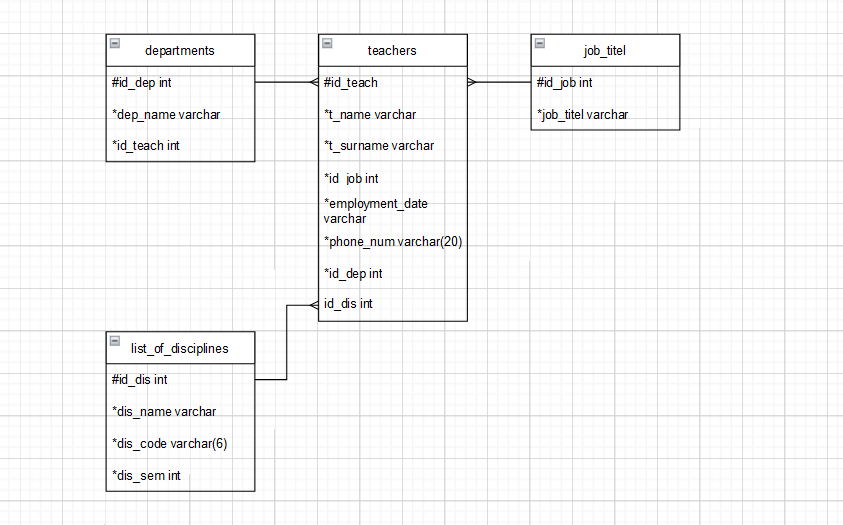 departments
#id_dep int
*dep_name varchar
*id_teach int
teachers
#id_teach
*t_name varchar
*t_surname varchar
*id_job int
*employment_date
varchar
*phone_num varchar(20)
*id_dep int
id_dis int
job_titel
#id_job int
*job_titel varchar
list_of_disciplines
#id_dis int
*dis_name varchar
*dis_code varchar(6)
*dis_sem int